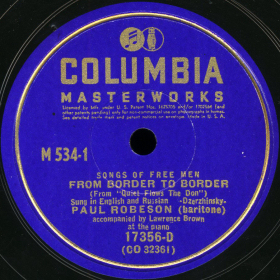 COLUMBIA
MASTERWORKS
M 534-1
SONGS OF FREE MEN
FROM BORDER TO BORDER
(From "Quiet Flows The Don")
Sung in English and Russian -Dzerzhinsky-
PAUL ROBESON (baritone)
accompanied by Lawrence Brown
at the piano
17356-D
(CO 32361)